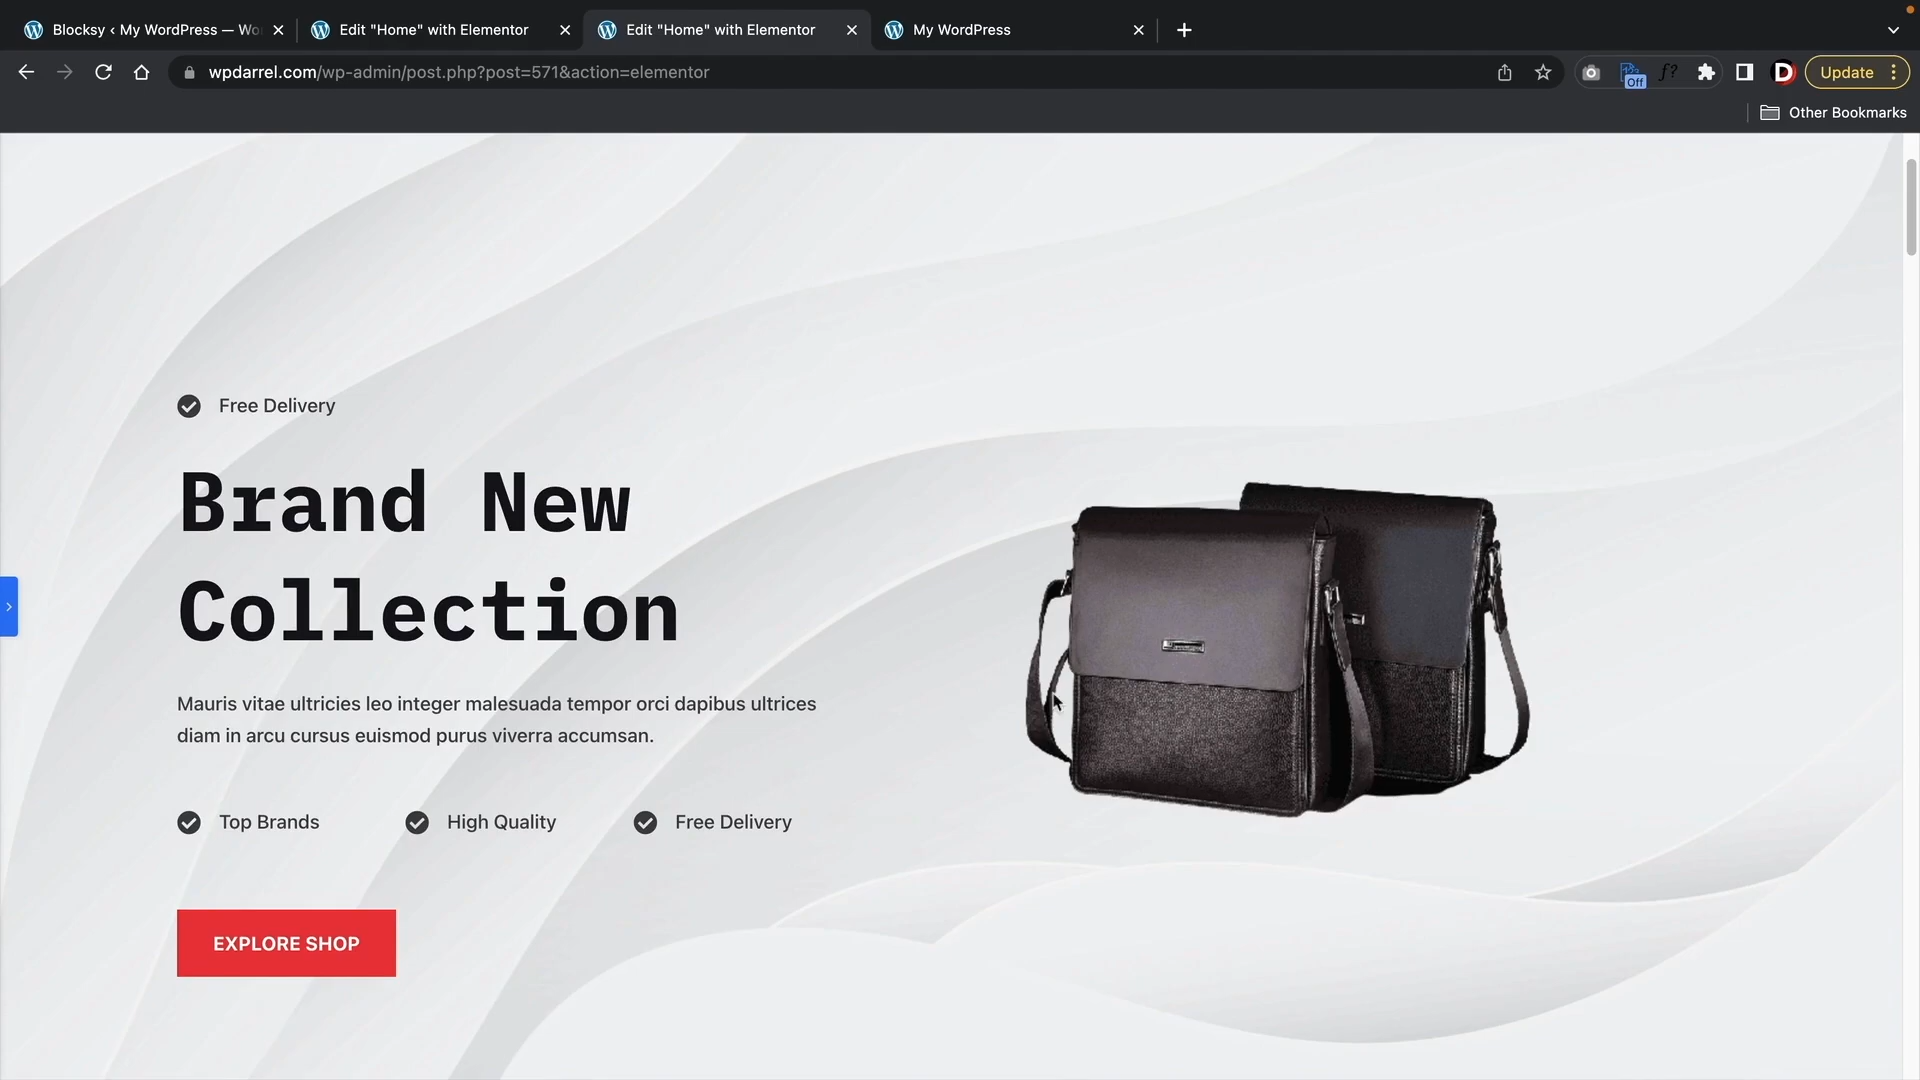 Blocksy ‹ My WordPress — Wo
Edit "Home" with Elementor
Edit "Home" with Elementor
My WordPress
wpdarrel.com/wp-admin/post.php?post=571&action=elementor
Off
f?
D
Update
Other Bookmarks
Free Delivery
Brand New
Collection
Mauris vitae ultricies leo integer malesuada tempor orci dapibus ultrices
diam in arcu cursus euismod purus viverra accumsan.
Top Brands
High Quality
Free Delivery
EXPLORE SHOP